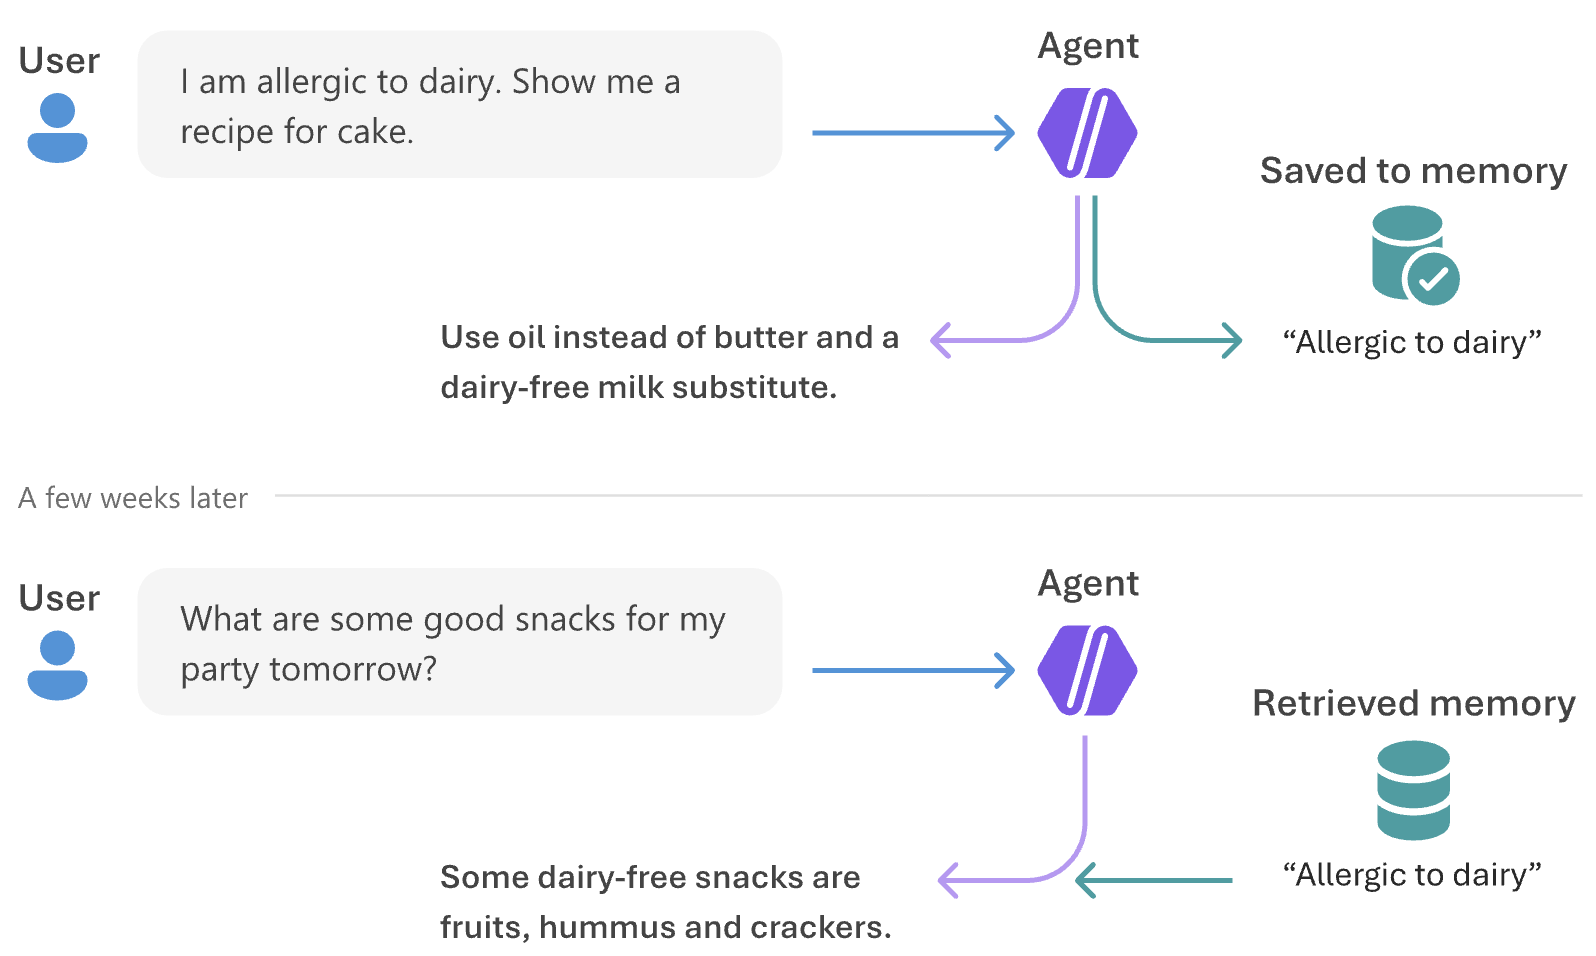 User
I am allergic to dairy. Show me a
recipe for cake.
Agent
Saved to memory
“Allergic to dairy”
Use oil instead of butter and a
dairy-free milk substitute.
A few weeks later
User
What are some good snacks for my
party tomorrow?
Agent
Retrieved memory
“Allergic to dairy”
Some dairy-free snacks are
fruits, hummus and crackers.